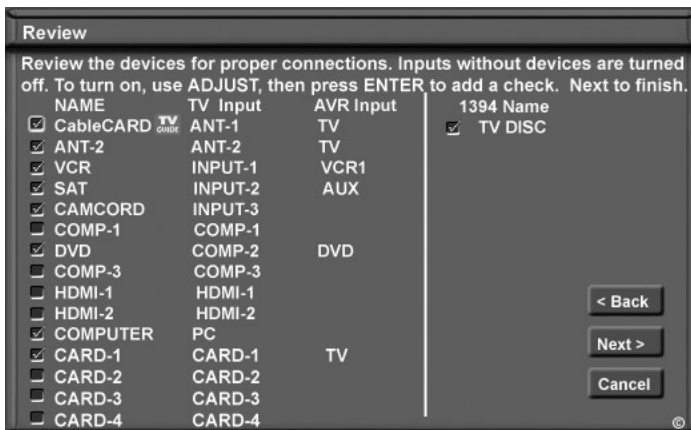 Review
Review the devices for proper connections. Inputs without devices are turned
off. To turn on, use ADJUST, then press ENTER to add a check. Next to finish.
NAME TV Input AVR Input 1394 Name
CableCARD TV GUIDE ANT-1 TV TV DISC
ANT-2 ANT-2 TV
VCR INPUT-1 VCR1
SAT INPUT-2 AUX
CAMCORD INPUT-3
COMP-1 COMP-1
DVD COMP-2 DVD
COMP-3 COMP-3
HDMI-1 HDMI-1
HDMI-2 HDMI-2
COMPUTER PC
CARD-1 CARD-1 TV
CARD-2 CARD-2
CARD-3 CARD-3
CARD-4 CARD-4
< Back
Next >
Cancel
©